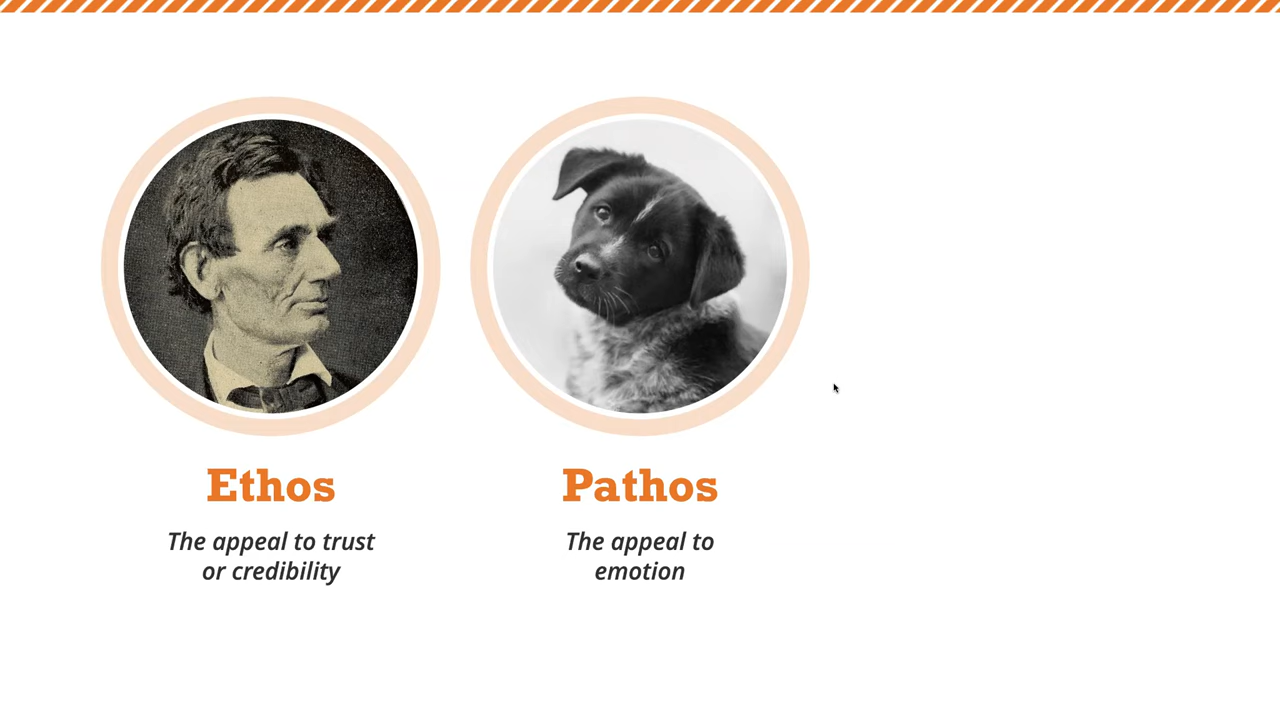 Ethos
The appeal to trust
or credibility
Pathos
The appeal to
emotion